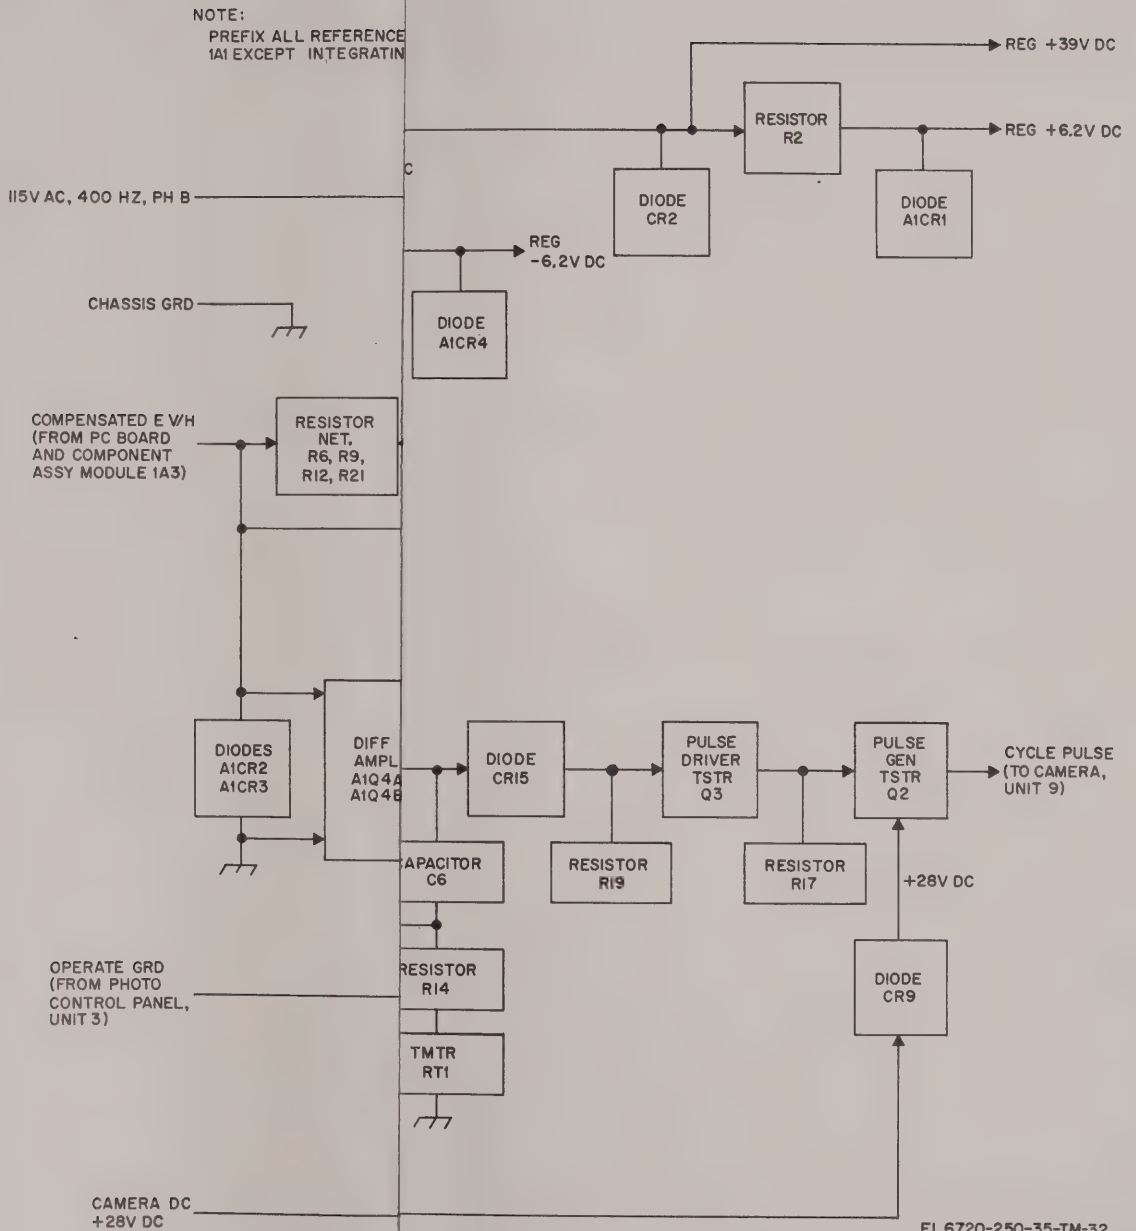 NOTE:
PREFIX ALL REFERENCE
1A1 EXCEPT INTEGRATIN
REG +39V DC
RESISTOR
R2
REG +6.2V DC
C
115V AC, 400 HZ, PH B
DIODE
CR2
DIODE
A1CR1
REG
-6.2V DC
CHASSIS GRD
DIODE
A1CR4
COMPENSATED E V/H
(FROM PC BOARD
AND COMPONENT
ASSY MODULE 1A3)
RESISTOR
NET,
R6, R9,
R12, R21
DIODES
A1CR2
A1CR3
DIFF
AMPL
A1Q4A
A1Q4B
DIODE
CR15
PULSE
DRIVER
TSTR
Q3
PULSE
GEN
TSTR
Q2
CYCLE PULSE
(TO CAMERA,
UNIT 9)
APACITOR
C6
RESISTOR
R19
RESISTOR
R17
+28V DC
OPERATE GRD
(FROM PHOTO
CONTROL PANEL,
UNIT 3)
RESISTOR
R14
DIODE
CR9
TMTR
RT1
CAMERA DC
+28V DC
EL6720-250-35-TM-32